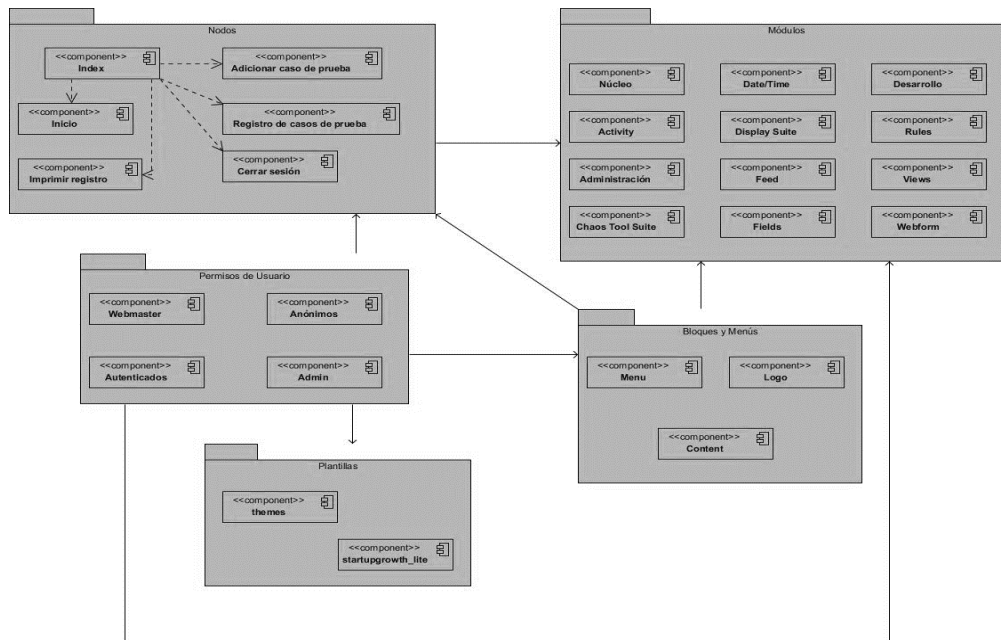 Nodos
<<component>>
Index
<<component>>
Adicionar caso de prueba
<<component>>
Inicio
<<component>>
Registro de casos de prueba
<<component>>
Imprimir registro
<<component>>
Cerrar sesión
Módulos
<<component>>
Núcleo
<<component>>
Date/Time
<<component>>
Desarrollo
<<component>>
Activity
<<component>>
Display Suite
<<component>>
Rules
<<component>>
Administración
<<component>>
Feed
<<component>>
Views
<<component>>
Chaos Tool Suite
<<component>>
Fields
<<component>>
Webform
Permisos de Usuario
<<component>>
Webmaster
<<component>>
Anónimos
<<component>>
Autenticados
<<component>>
Admin
Bloques y Menús
<<component>>
Menu
<<component>>
Logo
<<component>>
Content
Plantillas
<<component>>
themes
<<component>>
startupgrowth_lite